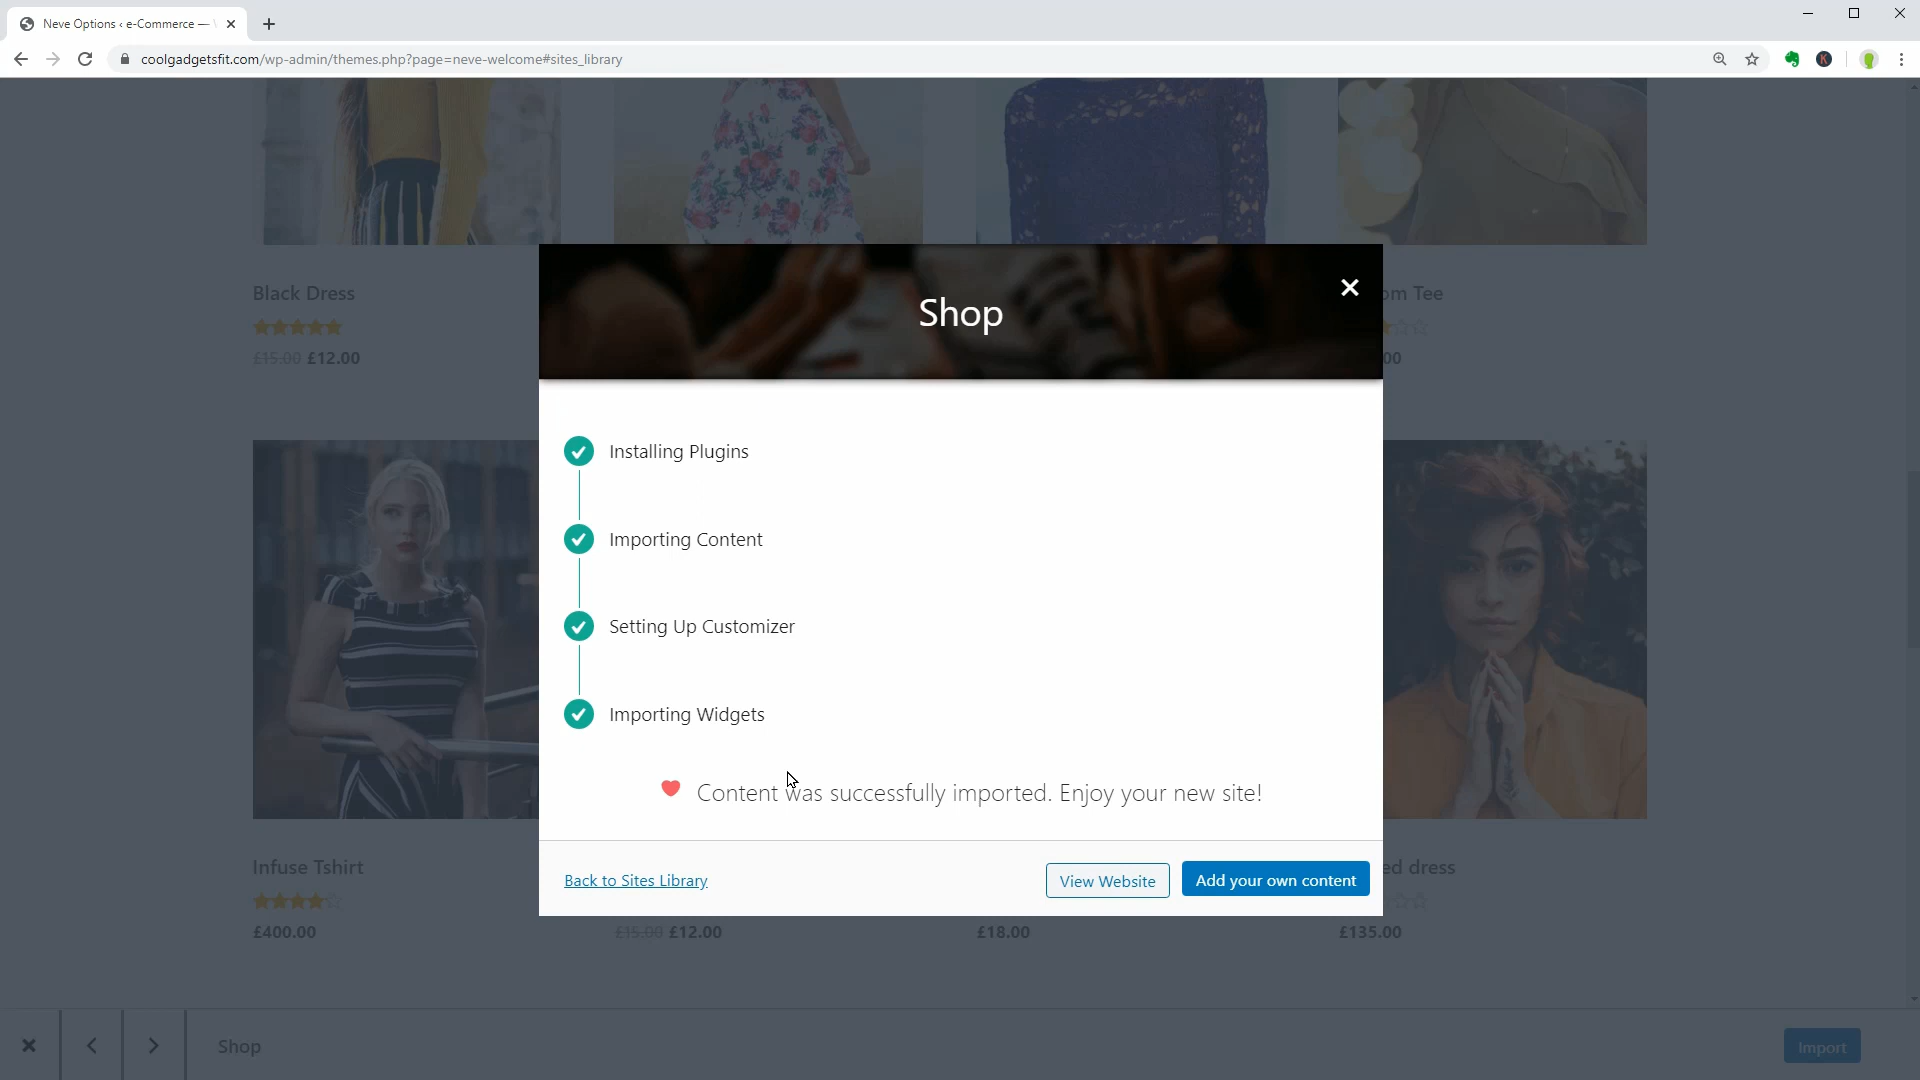 Neve Options ‹ e-Commerce —
coolgadgetsfit.com/wp-admin/themes.php?page=neve-welcome#sites_library
Black Dress
£15.00 £12.00
om Tee
00
Shop
Installing Plugins
Importing Content
Setting Up Customizer
Importing Widgets
Content was successfully imported. Enjoy your new site!
Back to Sites Library
View Website
Add your own content
Infuse Tshirt
£400.00
£15.00 £12.00
£18.00
ed dress
£135.00
Shop
Import